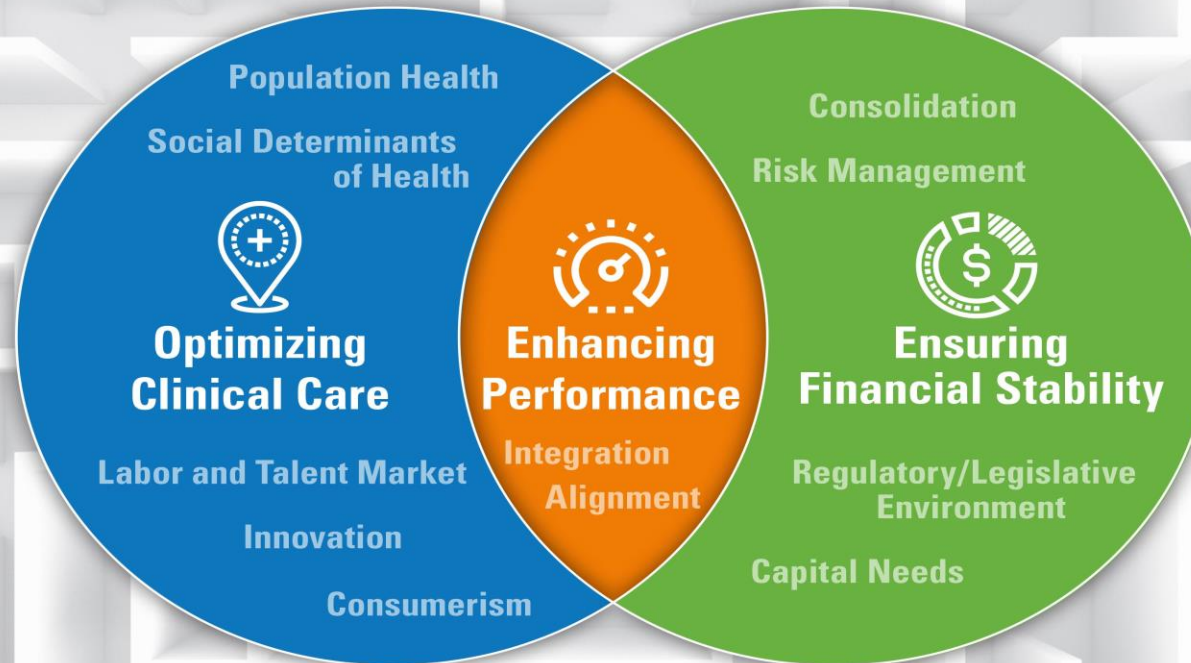 Population Health
Social Determinants
of Health
Optimizing
Clinical Care
Labor and Talent Market
Innovation
Consumerism
Enhancing
Performance
Integration
Alignment
Consolidation
Risk Management
$
Ensuring
Financial Stability
Regulatory/Legislative
Environment
Capital Needs